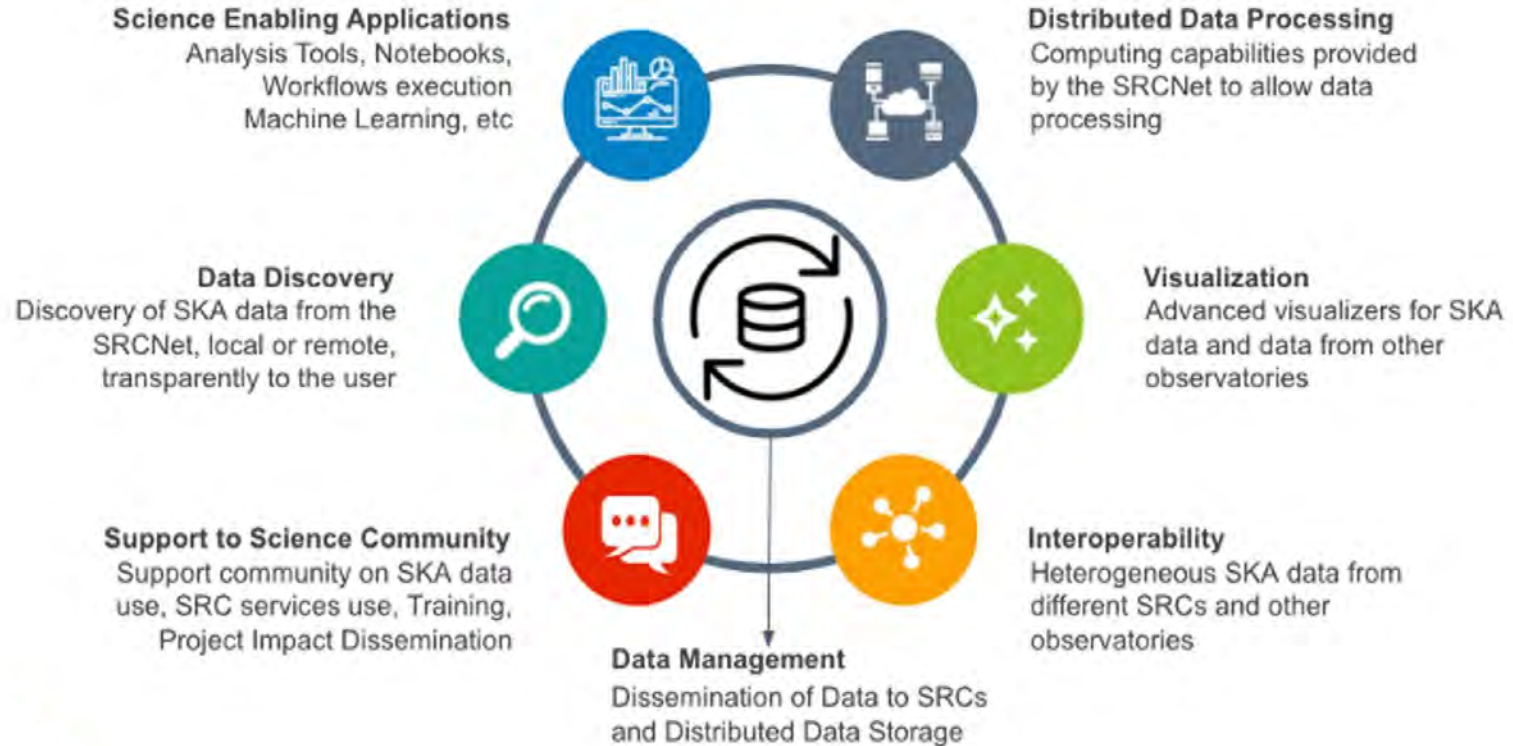 Science Enabling Applications
Analysis Tools, Notebooks,
Workflows execution
Machine Learning, etc
Distributed Data Processing
Computing capabilities provided
by the SRCNet to allow data
processing
Data Discovery
Discovery of SKA data from the
SRCNet, local or remote,
transparently to the user
Visualization
Advanced visualizers for SKA
data and data from other
observatories
Support to Science Community
Support community on SKA data
use, SRC services use, Training,
Project Impact Dissemination
Interoperability
Heterogeneous SKA data from
different SRCs and other
observatories
Data Management
Dissemination of Data to SRCs
and Distributed Data Storage